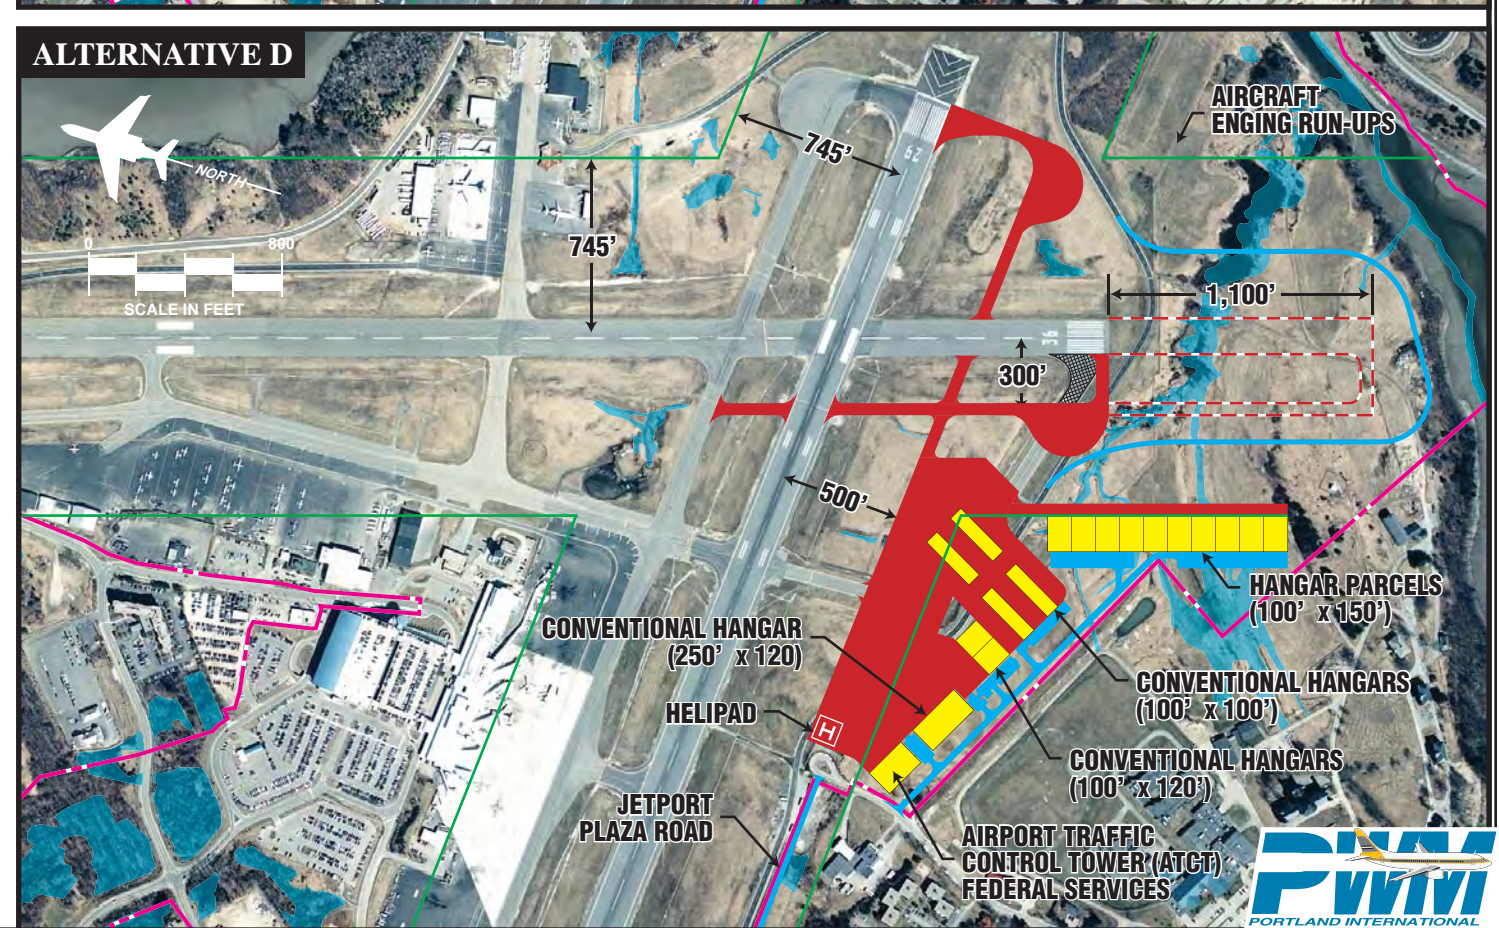 ALTERNATIVE D
AIRCRAFT
ENGING RUN-UPS
745'
NORTH
745'
0 800
SCALE IN FEET
29
1,100'
36
300'
500'
HANGAR PARCELS
(100' x 150')
CONVENTIONAL HANGAR
(250' x 120)
CONVENTIONAL HANGARS
(100' x 100')
HELIPAD
H
CONVENTIONAL HANGARS
(100' x 120')
JETPORT
PLAZA ROAD
AIRPORT TRAFFIC
CONTROL TOWER (ATCT)
FEDERAL SERVICES
PWM
PORTLAND INTERNATIONAL